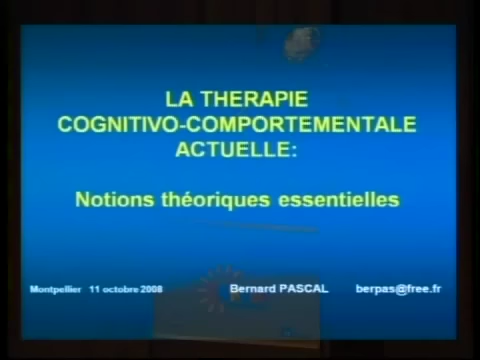 LA THERAPIE
COGNITIVO-COMPORTEMENTALE
ACTUELLE:
Notions théoriques essentielles
Montpellier 11 octobre 2008 Bernard PASCAL berpas@free.fr